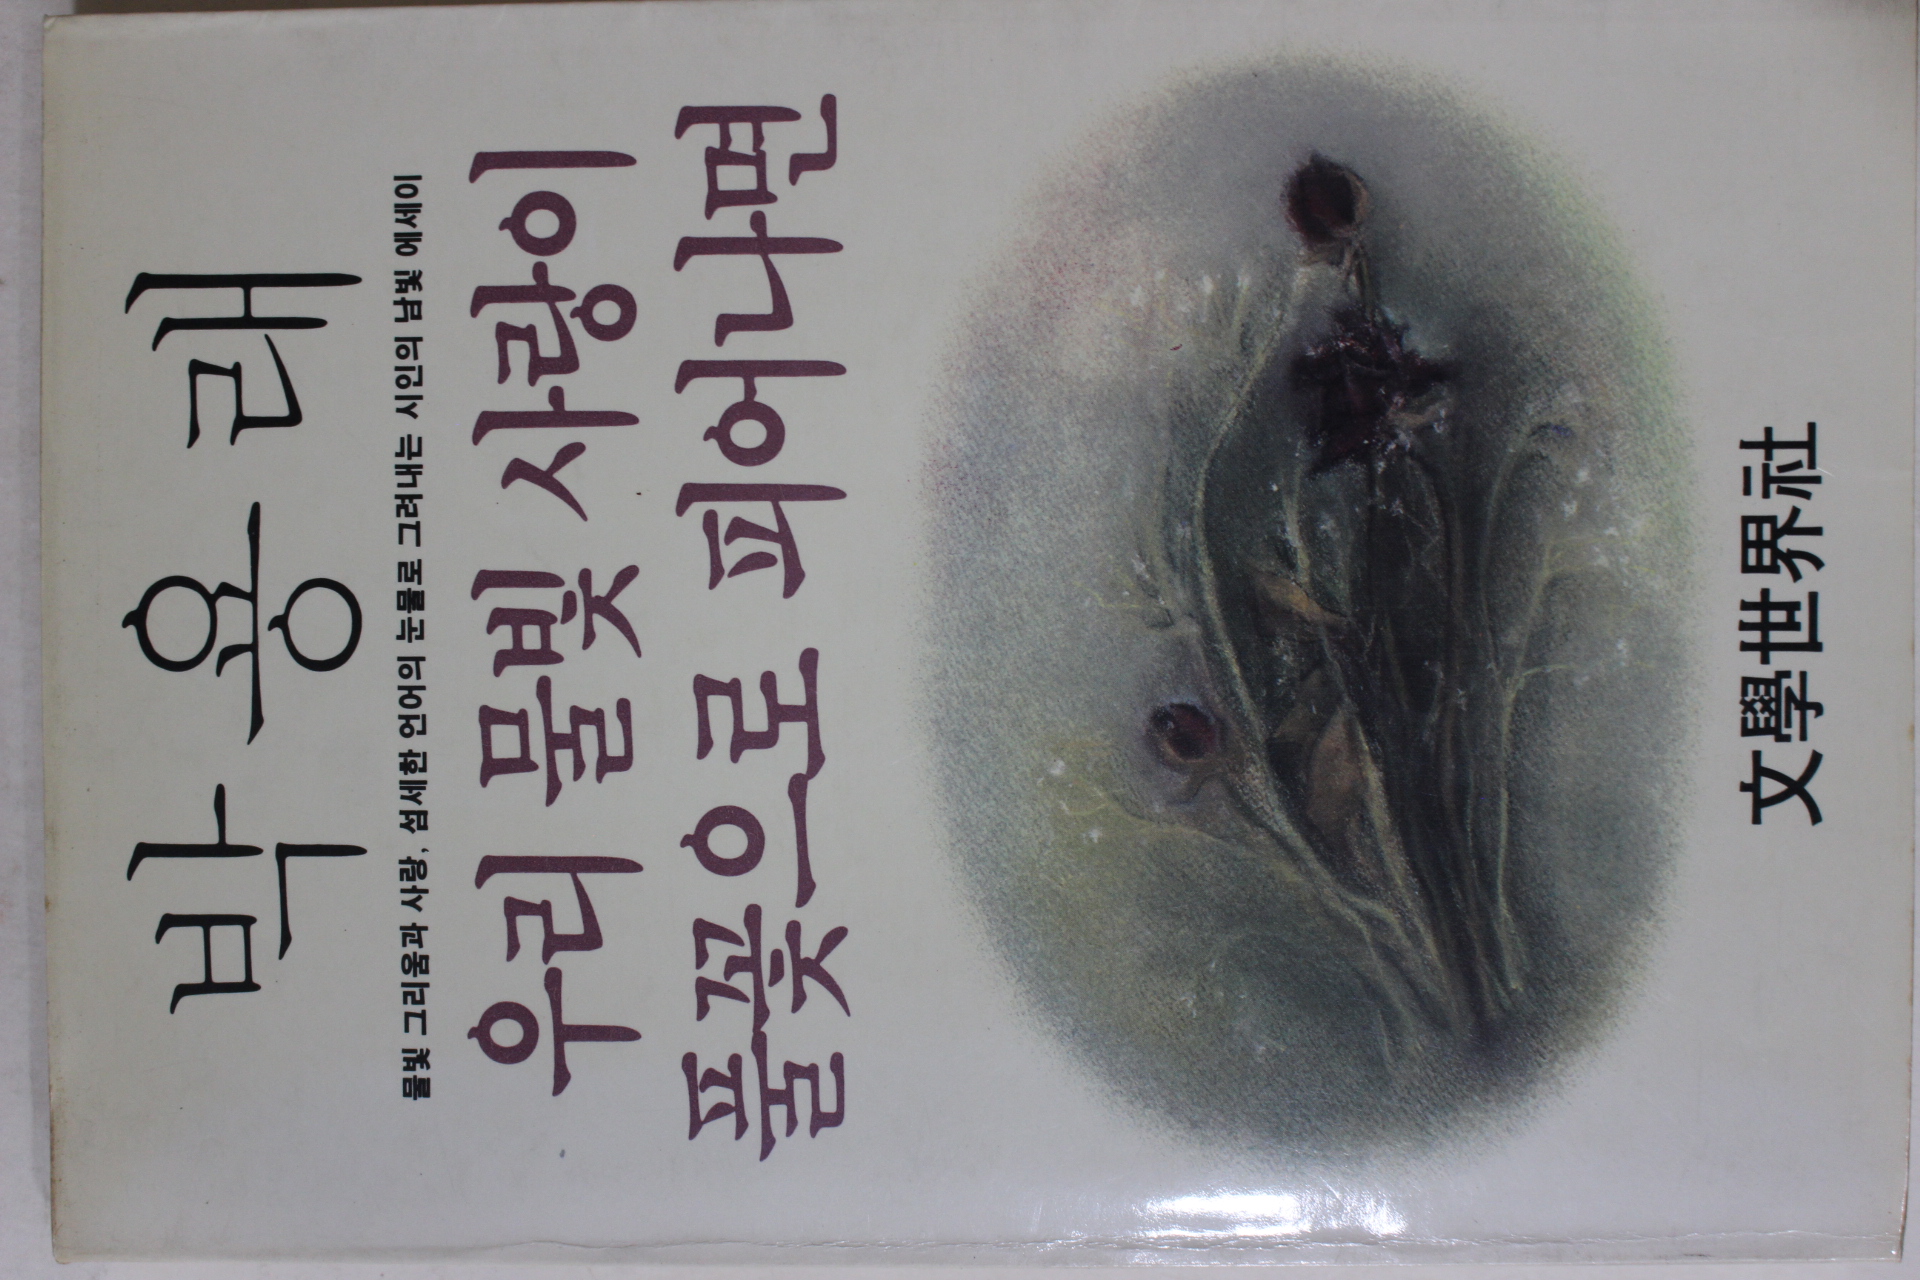 박용래
물빛 그리움과 사랑, 섬세한 언어의 눈물로 그려내는 시인의 남빛 에세이
우리 물빛 사랑이
풀꽃으로 피어나면
文學世界社